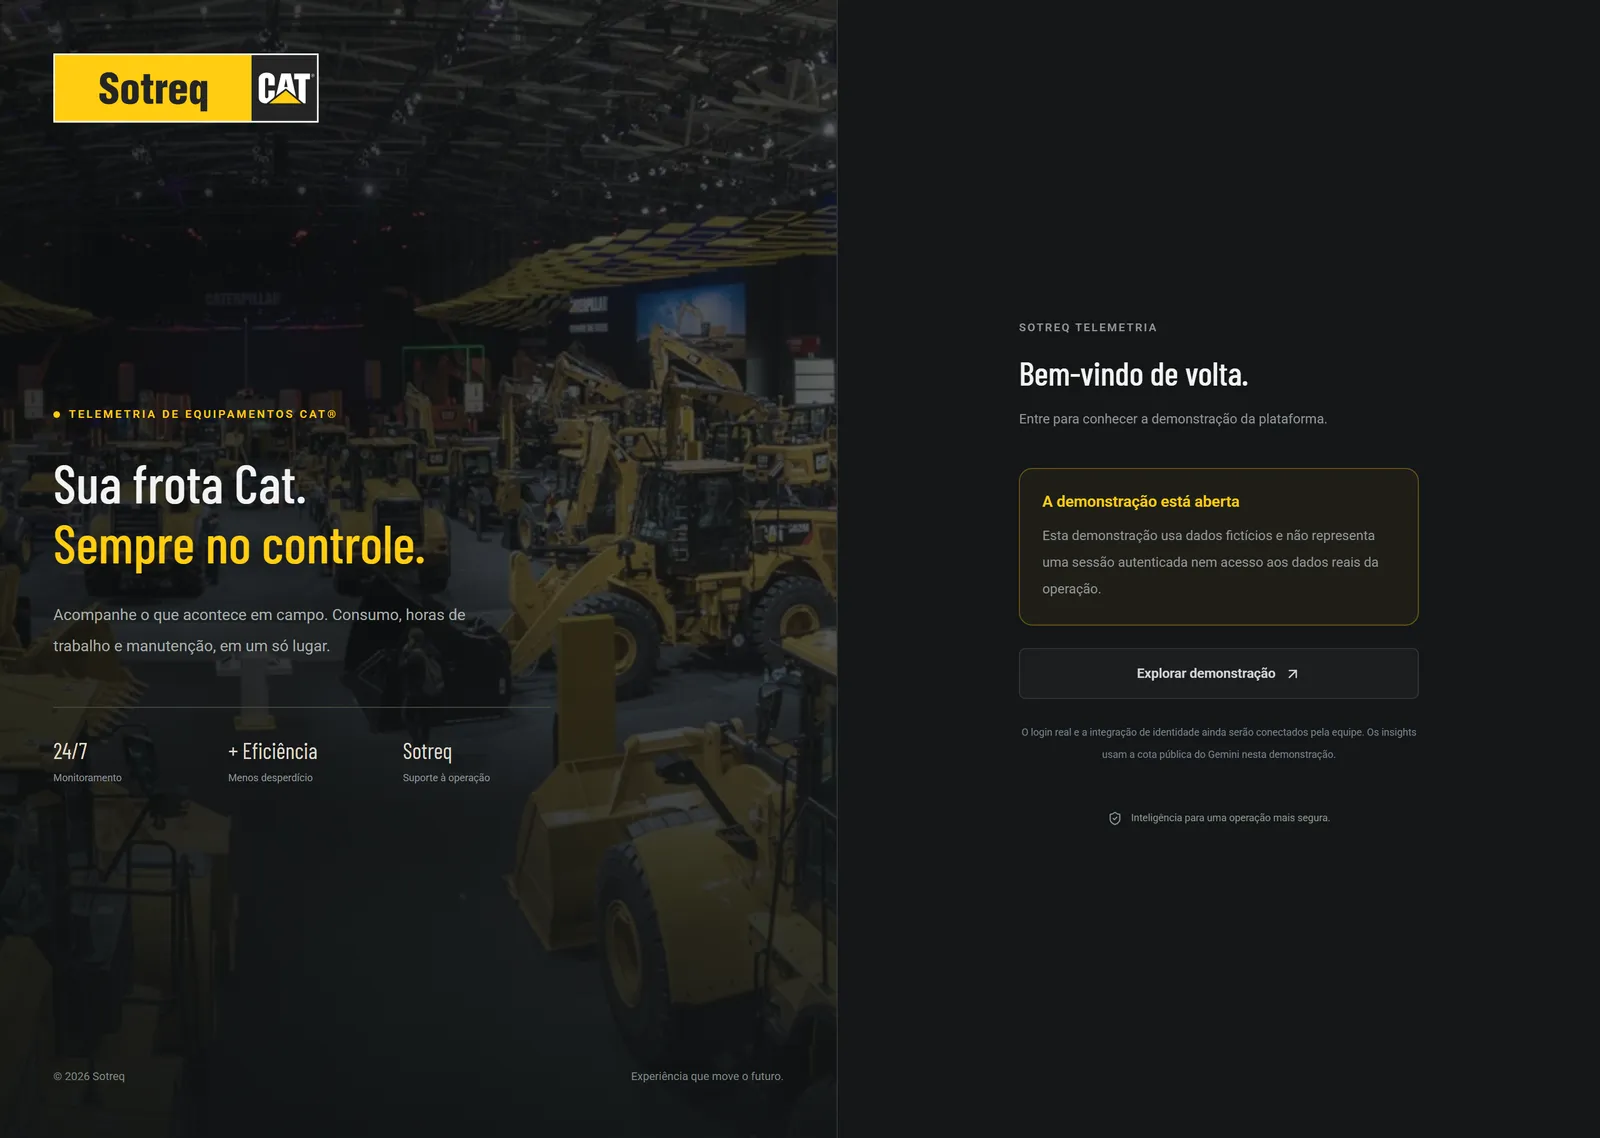 Sotreq CAT
CATERPILLAR
TELEMETRIA DE EQUIPAMENTOS CAT®
Sua frota Cat.
Sempre no controle.
Acompanhe o que acontece em campo. Consumo, horas de
trabalho e manutenção, em um só lugar.
24/7
Monitoramento
+ Eficiência
Menos desperdício
Sotreq
Suporte à operação
© 2026 Sotreq
Experiência que move o futuro.
SOTREQ TELEMETRIA
Bem-vindo de volta.
Entre para conhecer a demonstração da plataforma.
A demonstração está aberta
Esta demonstração usa dados fictícios e não representa
uma sessão autenticada nem acesso aos dados reais da
operação.
Explorar demonstração
O login real e a integração de identidade ainda serão conectados pela equipe. Os insights
usam a cota pública do Gemini nesta demonstração.
Inteligência para uma operação mais segura.